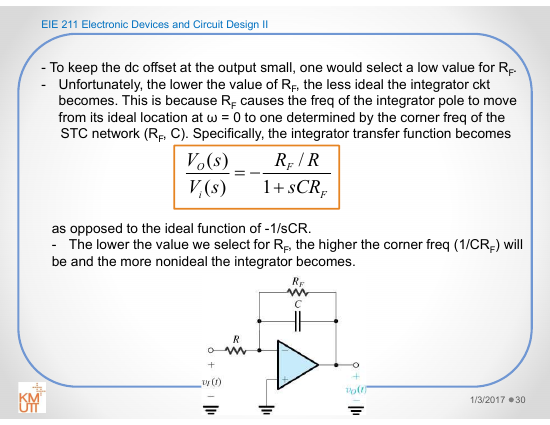 EIE 211 Electronic Devices and Circuit Design II
- To keep the dc offset at the output small, one would select a low value for R_F.
- Unfortunately, the lower the value of R_F, the less ideal the integrator ckt
becomes. This is because R_F causes the freq of the integrator pole to move
from its ideal location at ω = 0 to one determined by the corner freq of the
STC network (R_F, C). Specifically, the integrator transfer function becomes
V_O(s) / V_i(s) = - (R_F / R) / (1 + sCR_F)
as opposed to the ideal function of -1/sCR.
- The lower the value we select for R_F, the higher the corner freq (1/CR_F) will
be and the more nonideal the integrator becomes.
R_F
C
R
+
v_I(t)
−
−
+
+
v_O(t)
−
KM
UTT
1/3/2017 ● 30